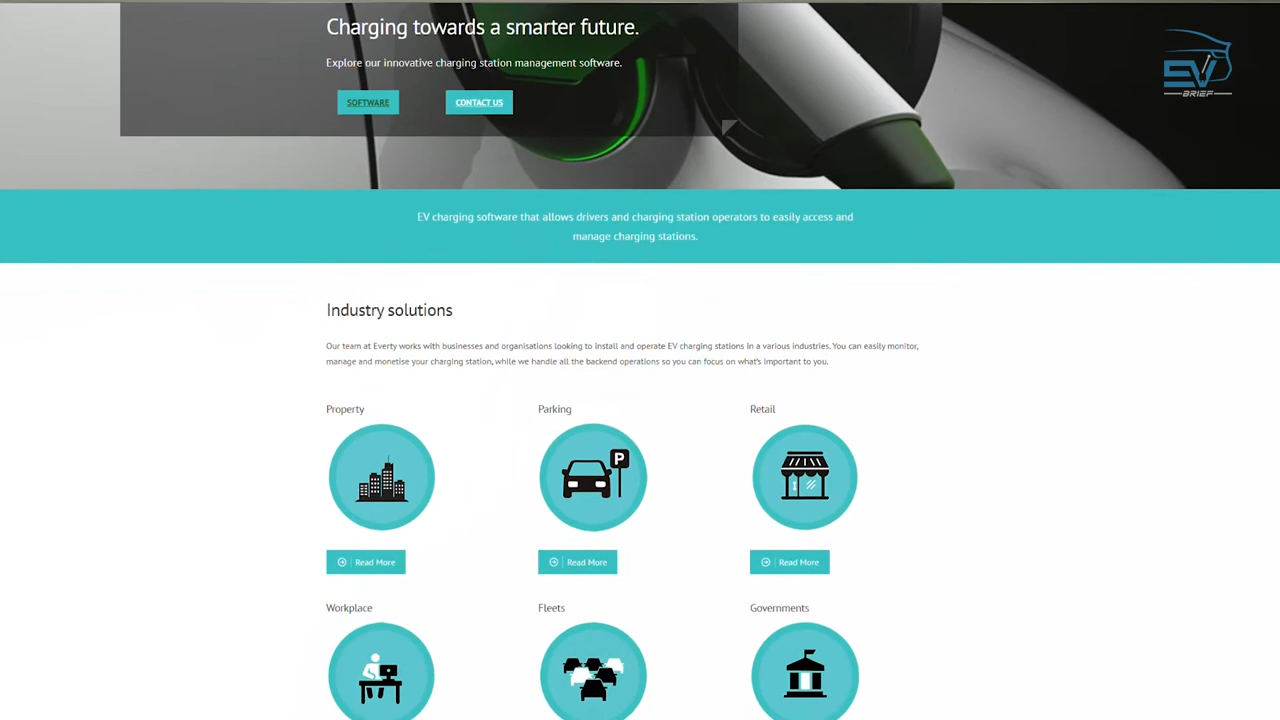 Charging towards a smarter future.
Explore our innovative charging station management software.
SOFTWARE
CONTACT US
EV
BRIEF
EV charging software that allows drivers and charging station operators to easily access and
manage charging stations.
Industry solutions
Our team at Everty works with businesses and organisations looking to install and operate EV charging stations in a various industries. You can easily monitor,
manage and monetise your charging station, while we handle all the backend operations so you can focus on what's important to you.
Property
Parking
Retail
P
Read More
Read More
Read More
Workplace
Fleets
Governments